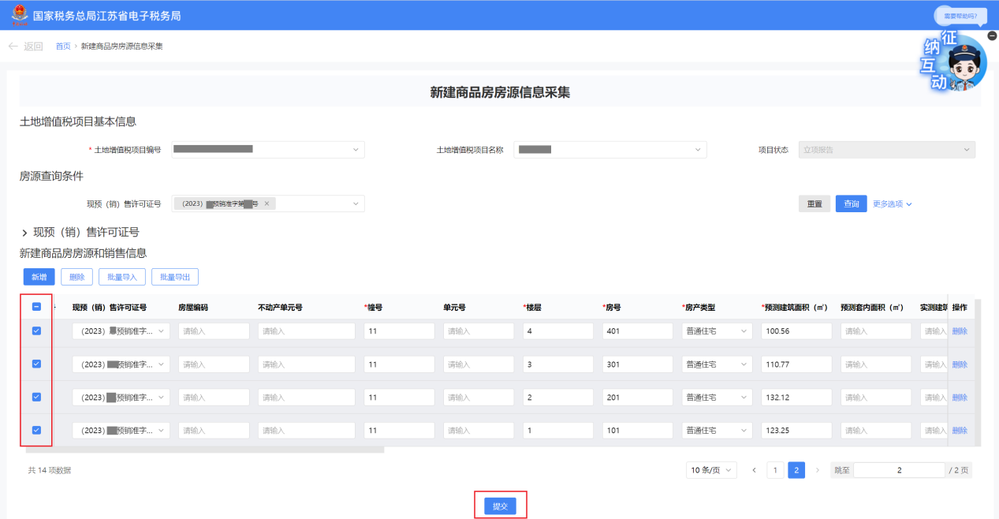 国家税务总局江苏省电子税务局
需要帮助吗?
征纳互动
返回 首页 > 新建商品房房源信息采集
新建商品房房源信息采集
土地增值税项目基本信息
* 土地增值税项目编号 土地增值税项目名称 项目状态 立项报告
房源查询条件
现预（销）售许可证号 （2023） 预销准字第 号 × 重置 查询 更多选项
现预（销）售许可证号
新建商品房房源和销售信息
新增 删除 批量导入 批量导出
现预（销）售许可证号 房屋编码 不动产单元号 *幢号 单元号 *楼层 *房号 *房产类型 *预测建筑面积（㎡） 预测套内面积（㎡） 实测建筑 操作
（2023） 预销准字... 请输入 请输入 11 请输入 4 401 普通住宅 100.56 请输入 请输入 删除
（2023） 预销准字... 请输入 请输入 11 请输入 3 301 普通住宅 110.77 请输入 请输入 删除
（2023） 预销准字... 请输入 请输入 11 请输入 2 201 普通住宅 132.12 请输入 请输入 删除
（2023） 预销准字... 请输入 请输入 11 请输入 1 101 普通住宅 123.25 请输入 请输入 删除
共 14 项数据 10 条/页 < 1 2 > 跳至 2 / 2 页
提交